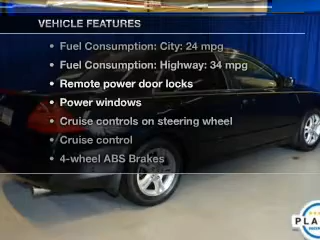 VEHICLE FEATURES
• Fuel Consumption: City: 24 mpg
• Fuel Consumption: Highway: 34 mpg
• Remote power door locks
• Power windows
• Cruise controls on steering wheel
• Cruise control
• 4-wheel ABS Brakes